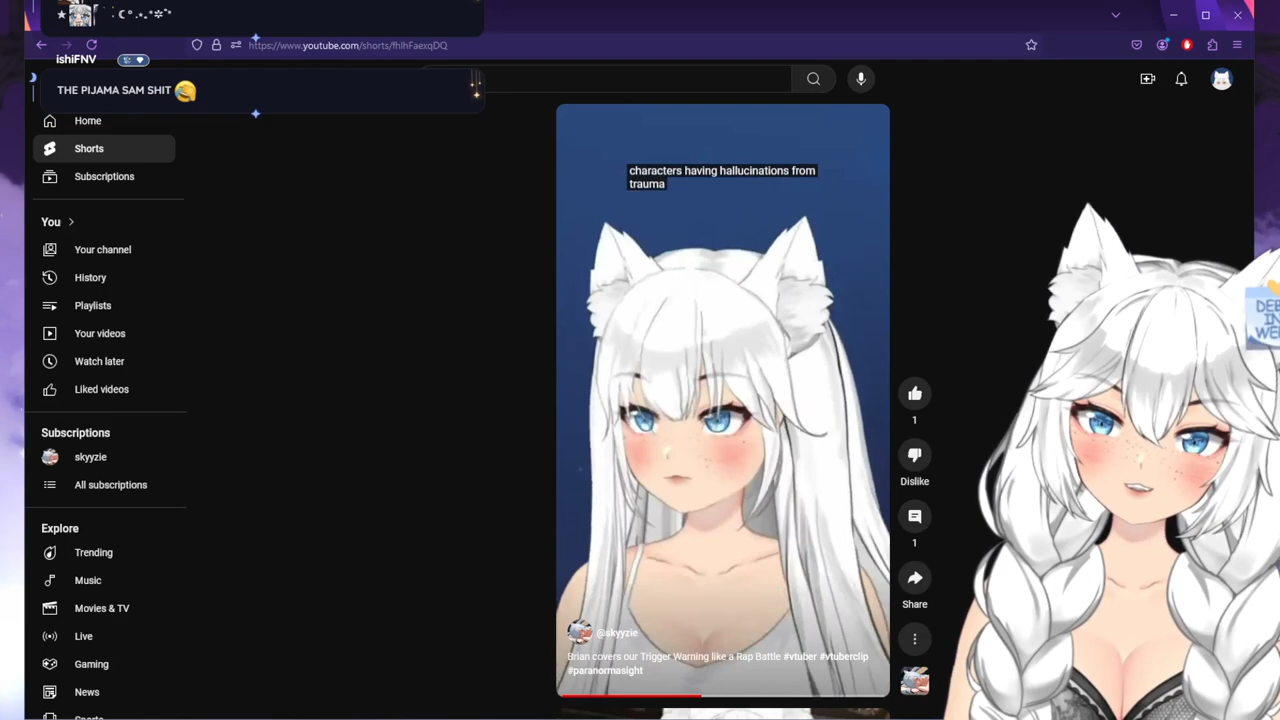 https://www.youtube.com/shorts/fhIhFaexqDQ
ishiFNV
THE PIJAMA SAM SHIT
Home
Shorts
Subscriptions
You
Your channel
History
Playlists
Your videos
Watch later
Liked videos
Subscriptions
skyyzie
All subscriptions
Explore
Trending
Music
Movies & TV
Live
Gaming
News
characters having hallucinations from
trauma
@skyyzie
Brian covers our Trigger Warning like a Rap Battle #vtuber #vtuberclip
#paranormasight
1
Dislike
1
Share